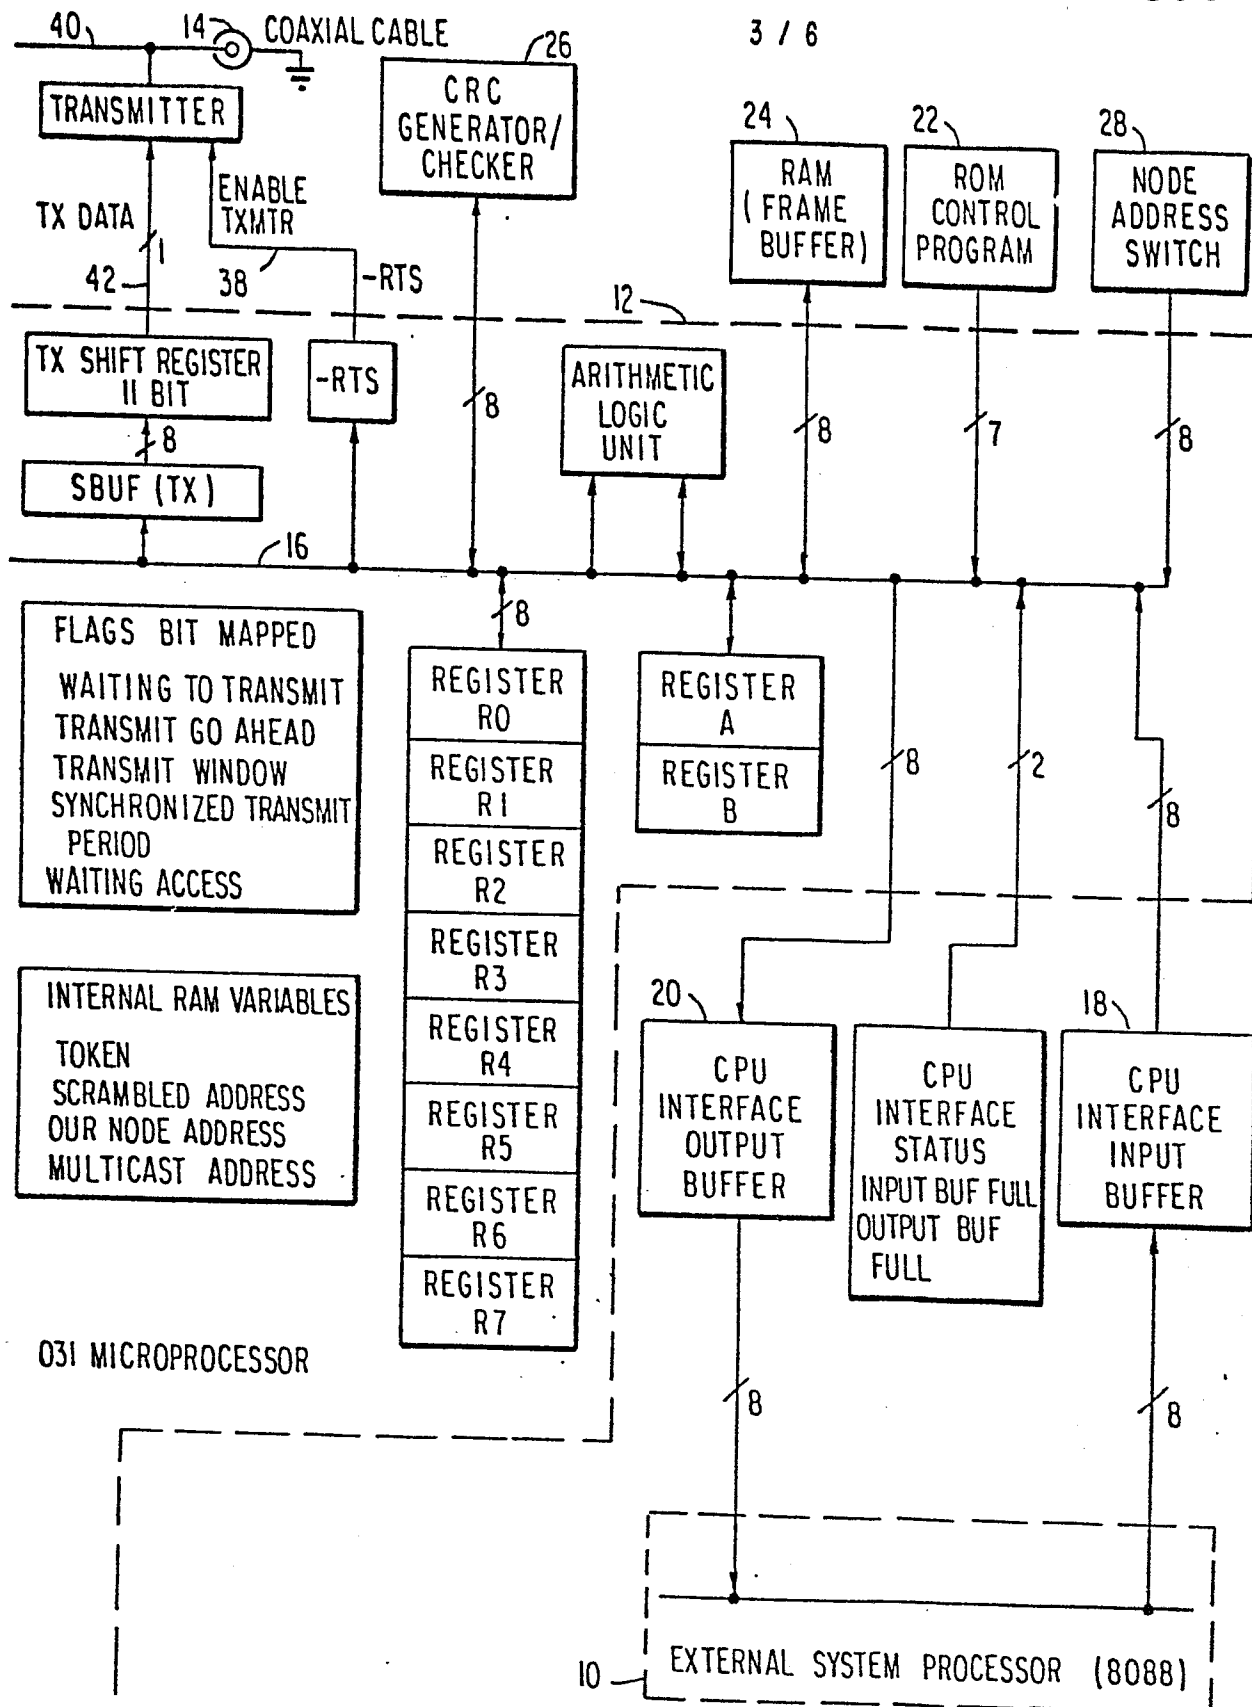 3 / 6
40
14
COAXIAL CABLE
26
TRANSMITTER
CRC
GENERATOR/
CHECKER
24
22
28
RAM
(FRAME
BUFFER)
ROM
CONTROL
PROGRAM
NODE
ADDRESS
SWITCH
TX DATA
1
42
ENABLE
TXMTR
38
-RTS
12
TX SHIFT REGISTER
11 BIT
-RTS
8
ARITHMETIC
LOGIC
UNIT
8
7
8
8
SBUF (TX)
16
FLAGS BIT MAPPED
WAITING TO TRANSMIT
TRANSMIT GO AHEAD
TRANSMIT WINDOW
SYNCHRONIZED TRANSMIT
PERIOD
WAITING ACCESS
8
REGISTER
R0
REGISTER
R1
REGISTER
R2
REGISTER
R3
REGISTER
R4
REGISTER
R5
REGISTER
R6
REGISTER
R7
REGISTER
A
REGISTER
B
8
2
8
INTERNAL RAM VARIABLES
TOKEN
SCRAMBLED ADDRESS
OUR NODE ADDRESS
MULTICAST ADDRESS
20
CPU
INTERFACE
OUTPUT
BUFFER
CPU
INTERFACE
STATUS
INPUT BUF FULL
OUTPUT BUF
FULL
18
CPU
INTERFACE
INPUT
BUFFER
031 MICROPROCESSOR
8
8
10
EXTERNAL SYSTEM PROCESSOR (8088)